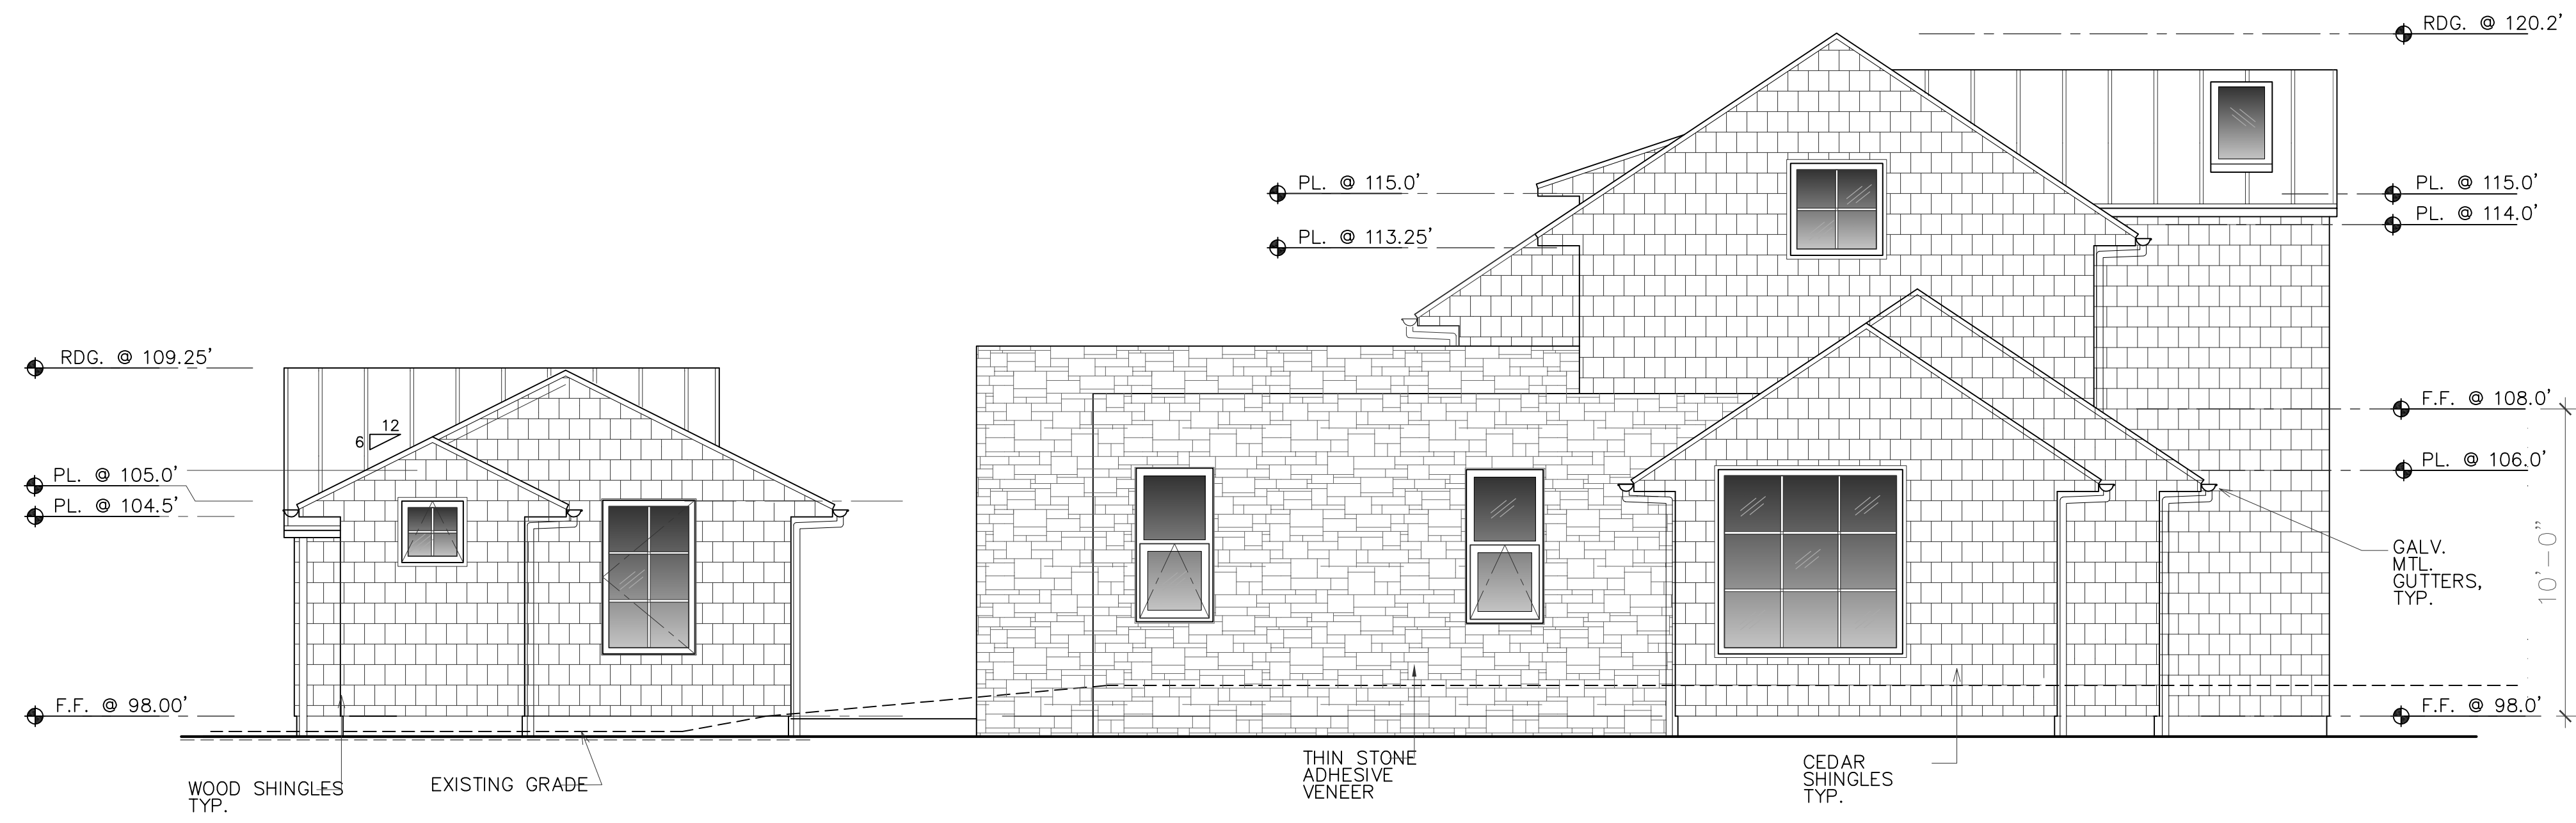 RDG. @ 120.2'
PL. @ 115.0'
PL. @ 115.0'
PL. @ 114.0'
PL. @ 113.25'
RDG. @ 109.25'
F.F. @ 108.0'
12
6
PL. @ 105.0'
PL. @ 106.0'
PL. @ 104.5'
GALV.
MTL.
GUTTERS,
TYP.
10'-0"
F.F. @ 98.00'
F.F. @ 98.0'
WOOD SHINGLES
TYP.
EXISTING GRADE
THIN STONE
ADHESIVE
VENEER
CEDAR
SHINGLES
TYP.